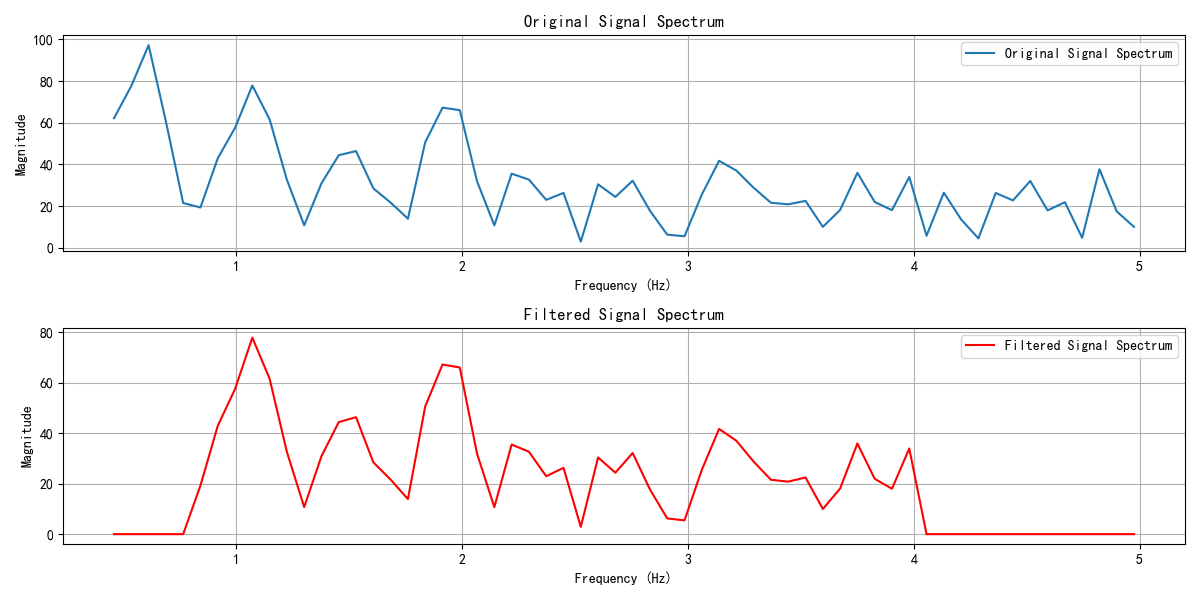 Original Signal Spectrum
100
80
60
40
20
0
Magnitude
Original Signal Spectrum
1
2
3
4
5
Frequency (Hz)
Filtered Signal Spectrum
80
60
40
20
0
Magnitude
Filtered Signal Spectrum
1
2
3
4
5
Frequency (Hz)